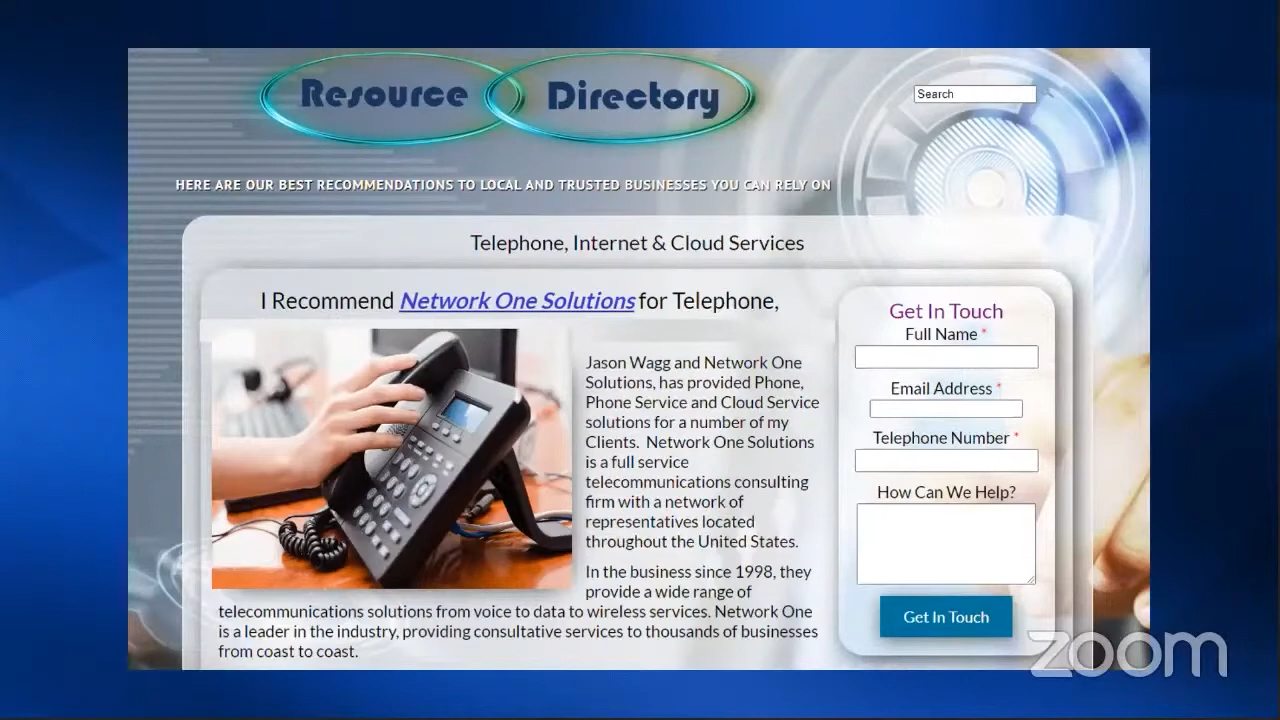 Resource Directory
Search
HERE ARE OUR BEST RECOMMENDATIONS TO LOCAL AND TRUSTED BUSINESSES YOU CAN RELY ON
Telephone, Internet & Cloud Services
I Recommend Network One Solutions for Telephone,
Jason Wagg and Network One
Solutions, has provided Phone,
Phone Service and Cloud Service
solutions for a number of my
Clients. Network One Solutions
is a full service
telecommunications consulting
firm with a network of
representatives located
throughout the United States.
In the business since 1998, they
provide a wide range of
telecommunications solutions from voice to data to wireless services. Network One
is a leader in the industry, providing consultative services to thousands of businesses
from coast to coast.
Get In Touch
Full Name *
Email Address *
Telephone Number *
How Can We Help?
Get In Touch
zoom